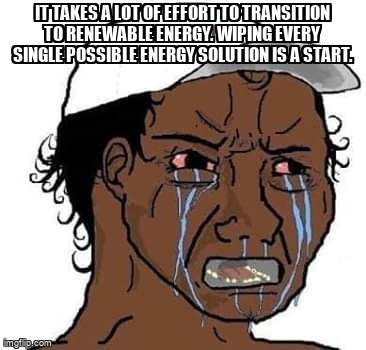 IT TAKES A LOT OF EFFORT TO TRANSITION
TO RENEWABLE ENERGY. WIPING EVERY
SINGLE POSSIBLE ENERGY SOLUTION IS A START.
imgflip.com